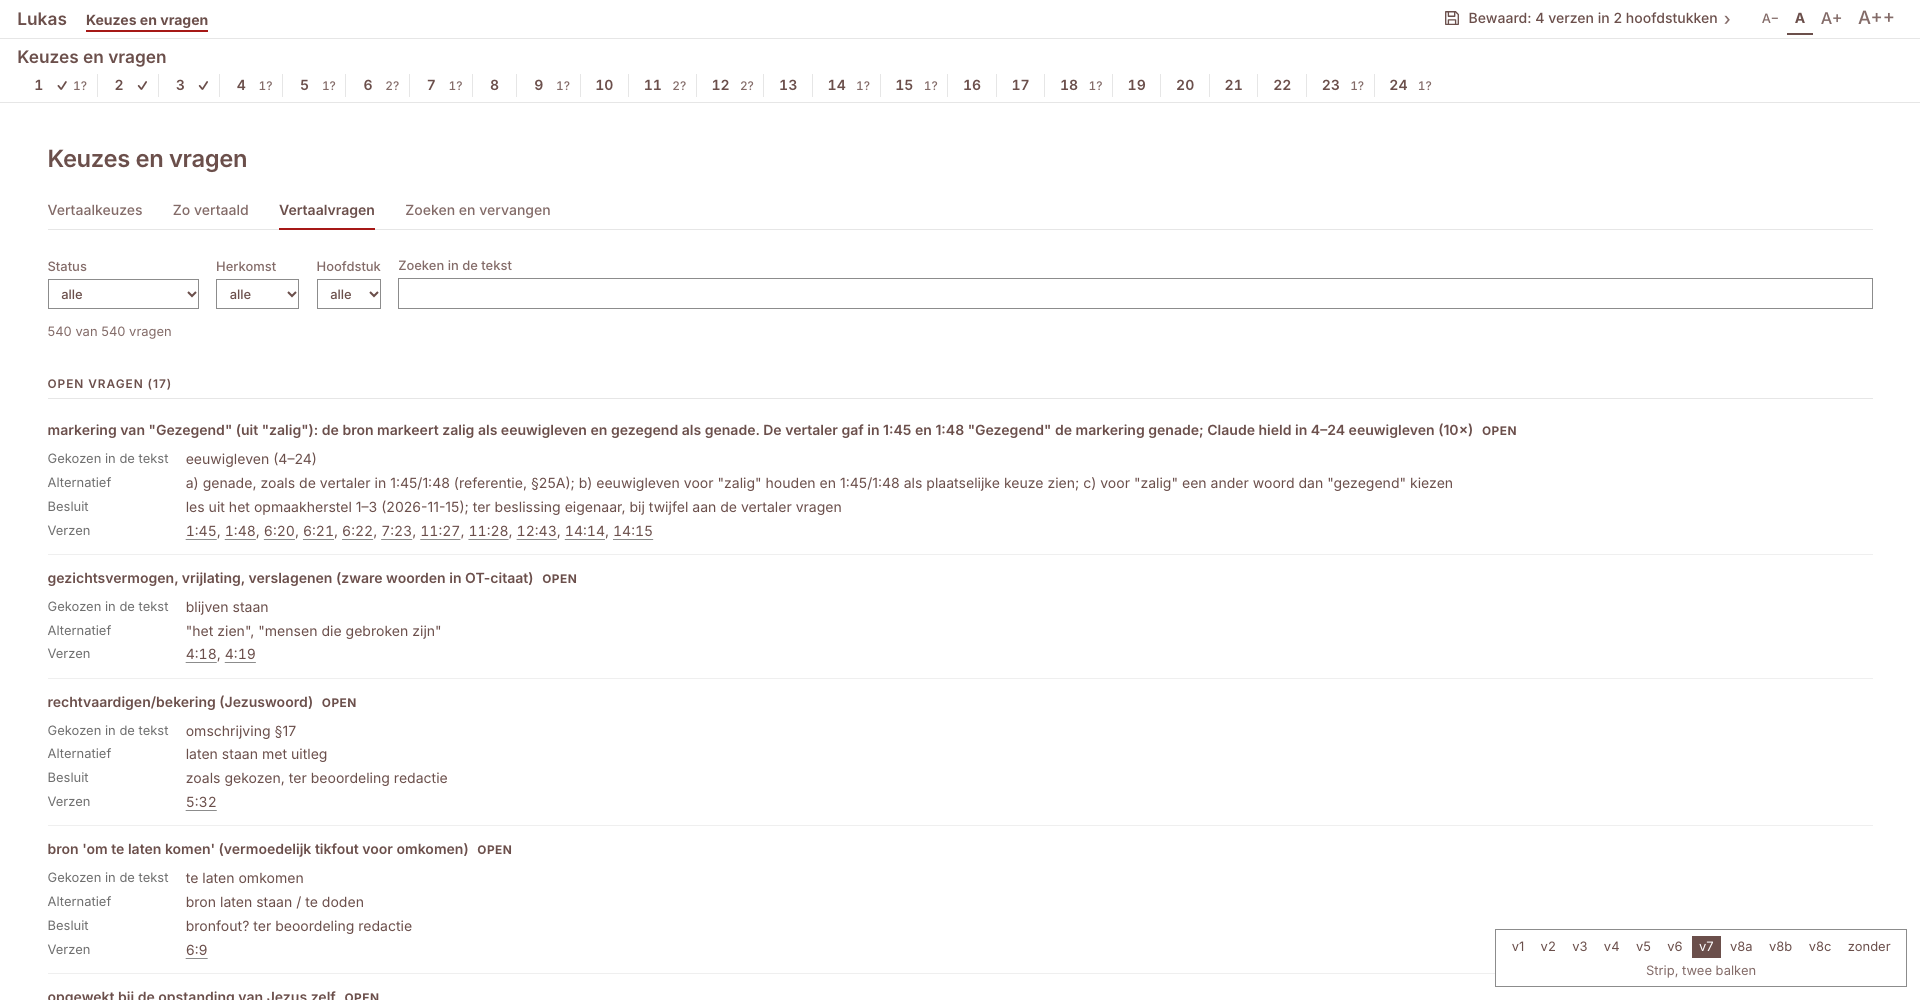 Lukas Keuzes en vragen Bewaard: 4 verzen in 2 hoofdstukken › A− A A+ A++
Keuzes en vragen
1 ✓ 1? 2 ✓ 3 ✓ 4 1? 5 1? 6 2? 7 1? 8 9 1? 10 11 2? 12 2? 13 14 1? 15 1? 16 17 18 1? 19 20 21 22 23 1? 24 1?
Keuzes en vragen
Vertaalkeuzes Zo vertaald Vertaalvragen Zoeken en vervangen
Status Herkomst Hoofdstuk Zoeken in de tekst
alle alle alle
540 van 540 vragen
OPEN VRAGEN (17)
markering van "Gezegend" (uit "zalig"): de bron markeert zalig als eeuwigleven en gezegend als genade. De vertaler gaf in 1:45 en 1:48 "Gezegend" de markering genade; Claude hield in 4–24 eeuwigleven (10×) OPEN
Gekozen in de tekst eeuwigleven (4–24)
Alternatief a) genade, zoals de vertaler in 1:45/1:48 (referentie, §25A); b) eeuwigleven voor "zalig" houden en 1:45/1:48 als plaatselijke keuze zien; c) voor "zalig" een ander woord dan "gezegend" kiezen
Besluit les uit het opmaakherstel 1–3 (2026-11-15); ter beslissing eigenaar, bij twijfel aan de vertaler vragen
Verzen 1:45, 1:48, 6:20, 6:21, 6:22, 7:23, 11:27, 11:28, 12:43, 14:14, 14:15
gezichtsvermogen, vrijlating, verslagenen (zware woorden in OT-citaat) OPEN
Gekozen in de tekst blijven staan
Alternatief "het zien", "mensen die gebroken zijn"
Verzen 4:18, 4:19
rechtvaardigen/bekering (Jezuswoord) OPEN
Gekozen in de tekst omschrijving §17
Alternatief laten staan met uitleg
Besluit zoals gekozen, ter beoordeling redactie
Verzen 5:32
bron 'om te laten komen' (vermoedelijk tikfout voor omkomen) OPEN
Gekozen in de tekst te laten omkomen
Alternatief bron laten staan / te doden
Besluit bronfout? ter beoordeling redactie
Verzen 6:9
opgewekt bij de opstanding van Jezus zelf OPEN
v1 v2 v3 v4 v5 v6 v7 v8a v8b v8c zonder
Strip, twee balken